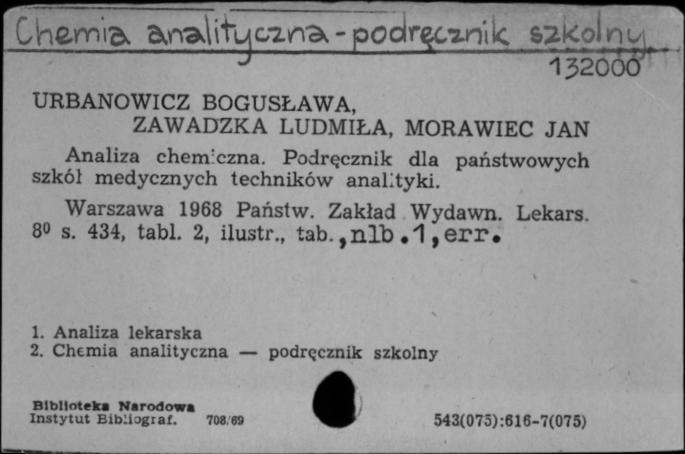 Chemia analityczna - podręcznik szkolny
132000
URBANOWICZ BOGUSŁAWA,
ZAWADZKA LUDMIŁA, MORAWIEC JAN
Analiza chemiczna. Podręcznik dla państwowych
szkół medycznych techników analityki.
Warszawa 1968 Państw. Zakład Wydawn. Lekars.
8⁰ s. 434, tabl. 2, ilustr., tab., nlb.1, err.
1. Analiza lekarska
2. Chemia analityczna — podręcznik szkolny
Biblioteka Narodowa
Instytut Bibliograf. 708/69 543(075):616-7(075)